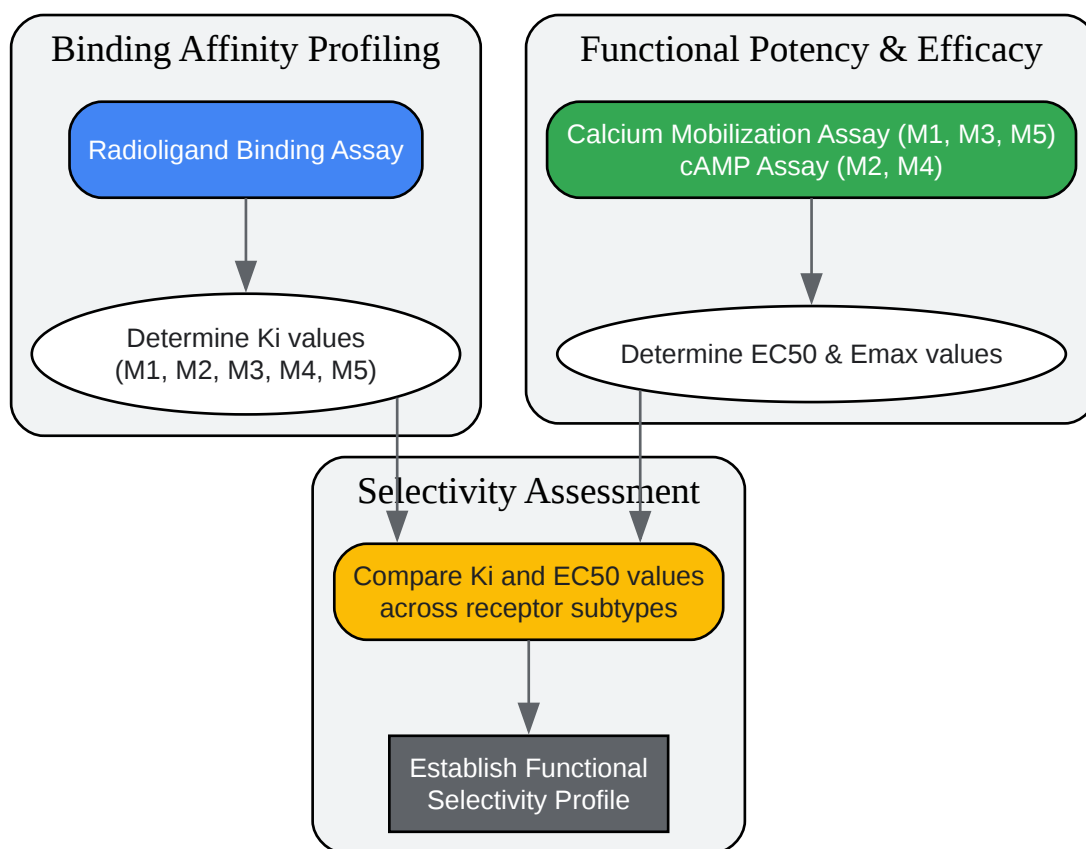 Binding Affinity Profiling
Radioligand Binding Assay
Determine Ki values
(M1, M2, M3, M4, M5)
Functional Potency & Efficacy
Calcium Mobilization Assay (M1, M3, M5)
cAMP Assay (M2, M4)
Determine EC50 & Emax values
Selectivity Assessment
Compare Ki and EC50 values
across receptor subtypes
Establish Functional
Selectivity Profile